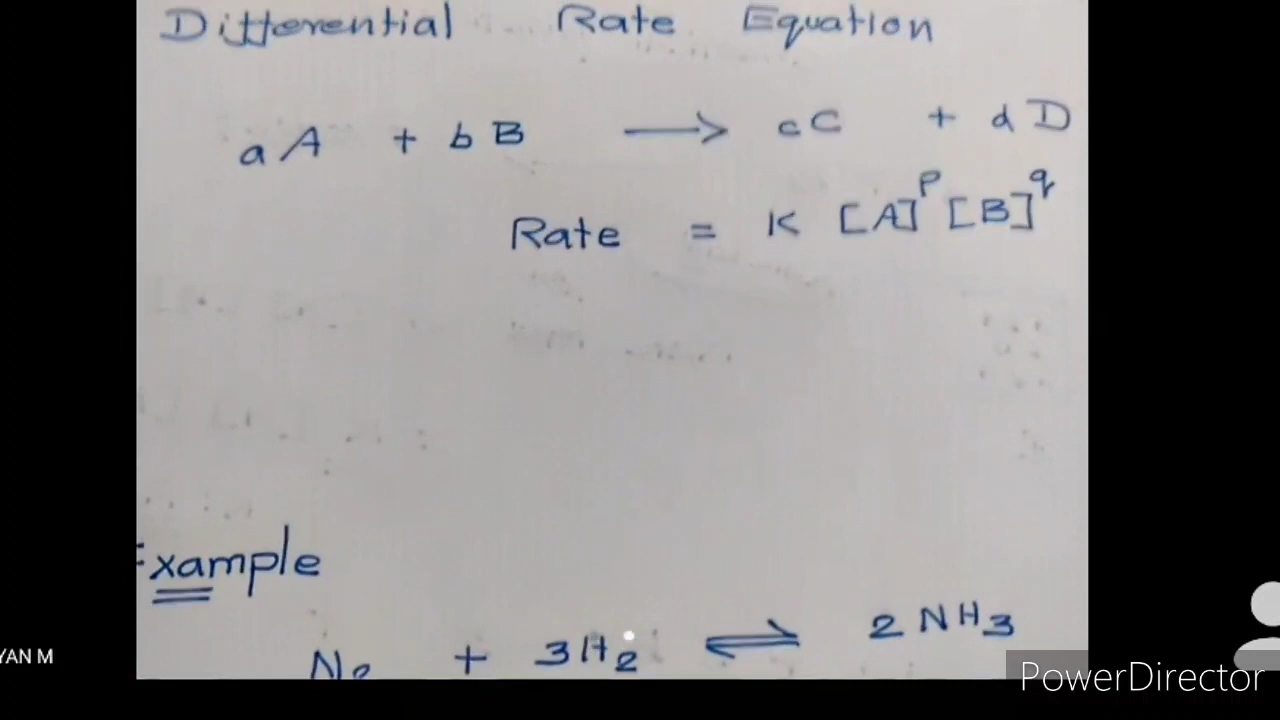 Differential Rate Equation
aA + bB → cC + dD
Rate = K [A]^p [B]^q
Example
N2 + 3H2 ⇌ 2NH3
YAN M
PowerDirector